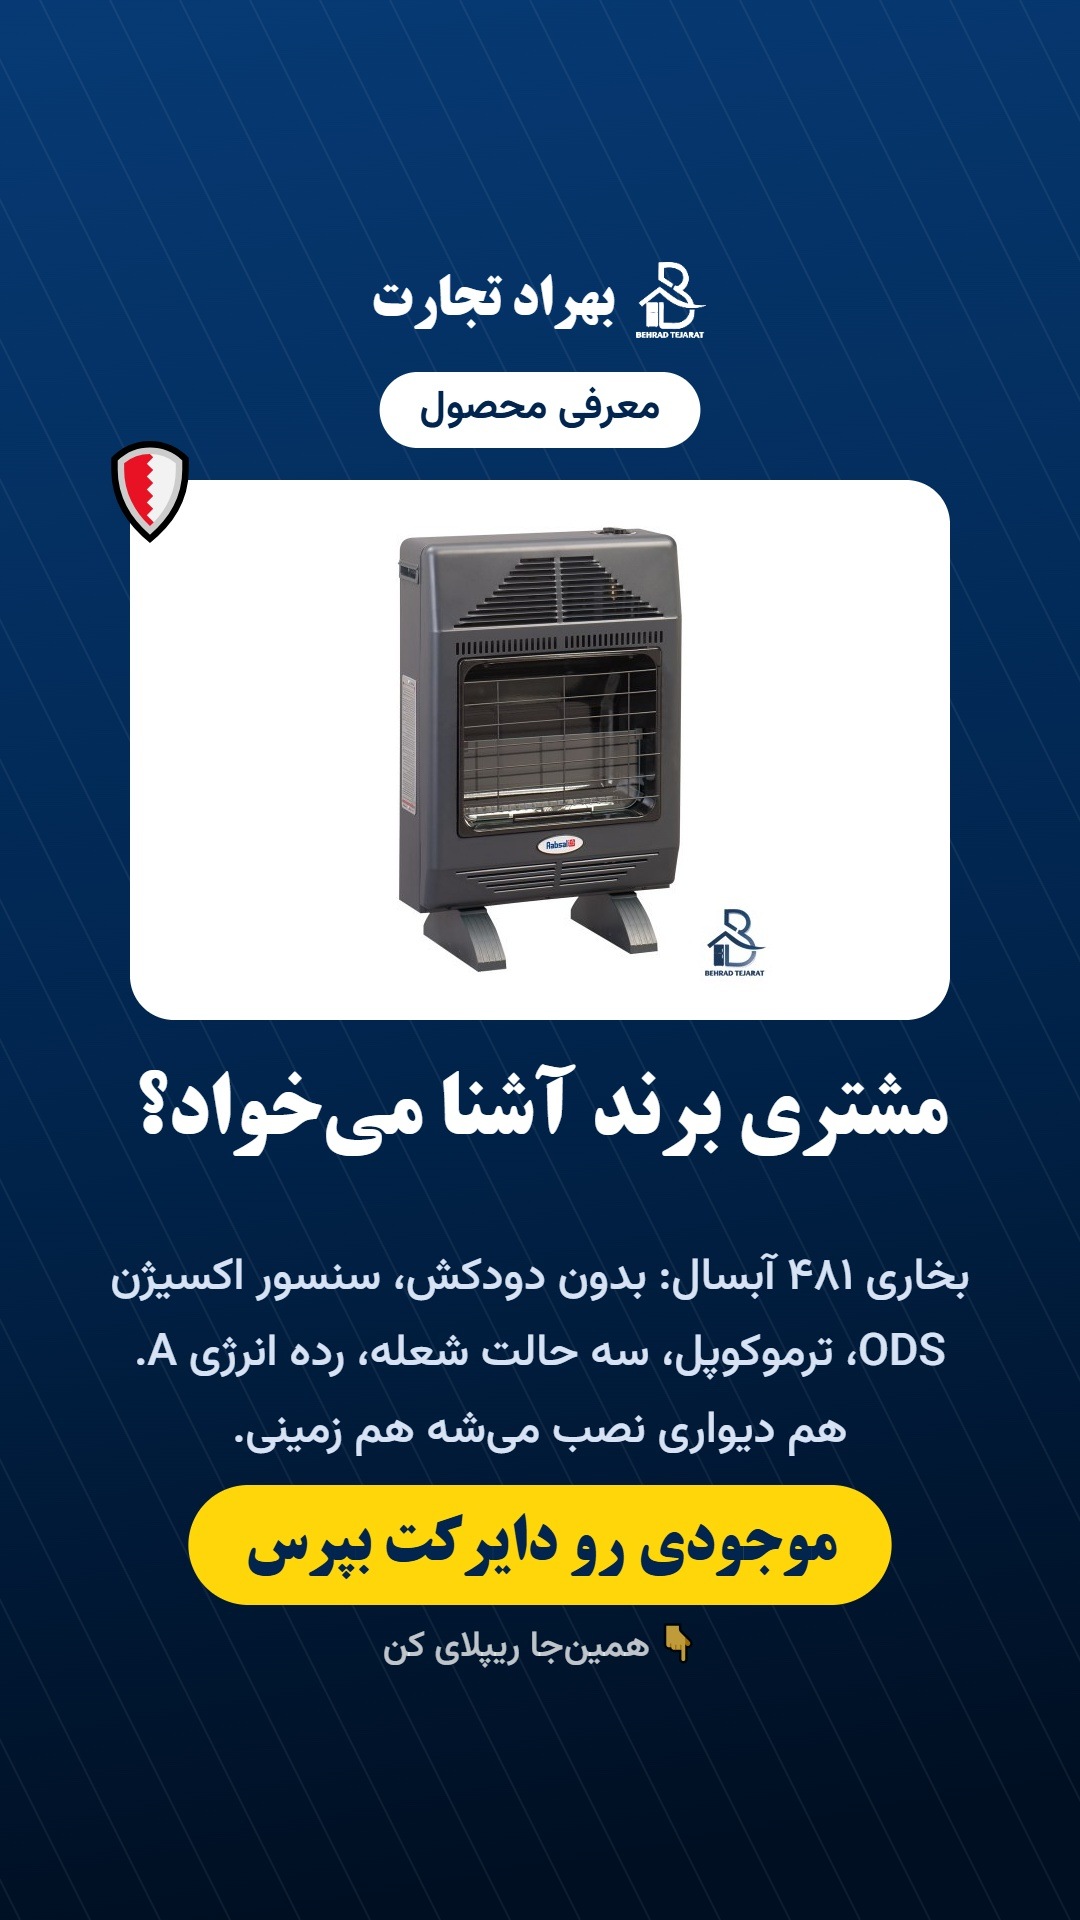 بهراد تجارت
BEHRAD TEJARAT
معرفی محصول
Aabsal
BEHRAD TEJARAT
مشتری برند آشنا می‌خواد؟
بخاری ۴۸۱ آبسال: بدون دودکش، سنسور اکسیژن
ODS، ترموکوپل، سه حالت شعله، رده انرژی A.
هم دیواری نصب می‌شه هم زمینی.
موجودی رو دایرکت بپرس
👇 همین‌جا ریپلای کن